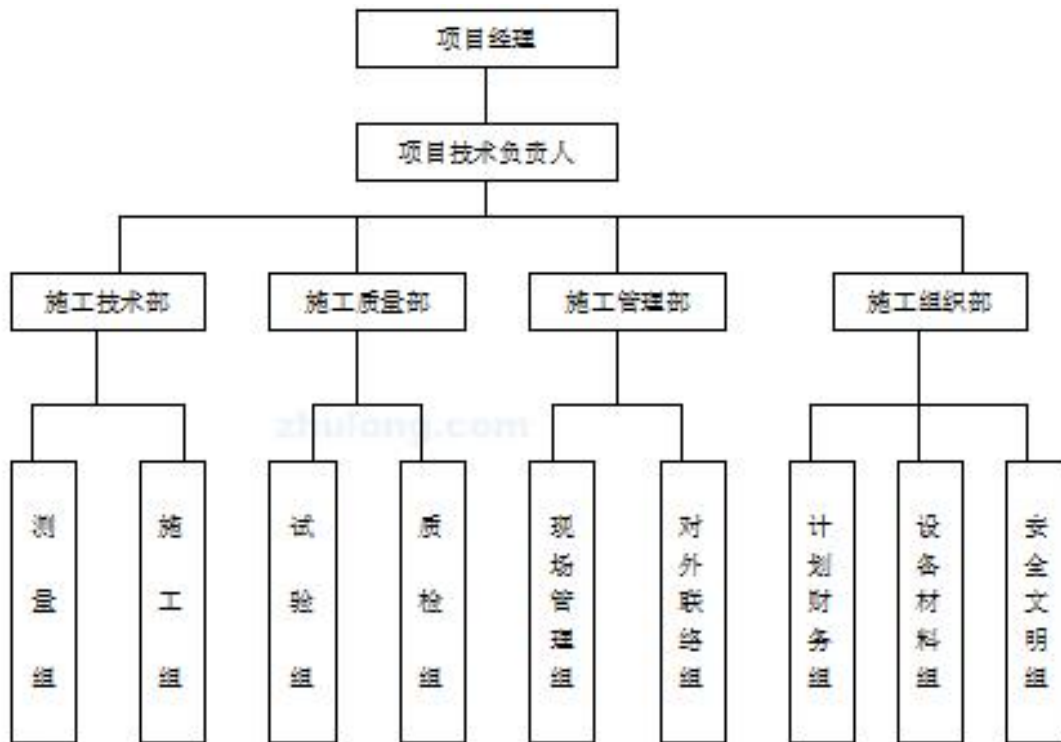 项目经理
项目技术负责人
施工技术部
施工质量部
施工管理部
施工组织部
zhulong.com
测量组
施工组
试验组
质检组
现场管理组
对外联络组
计划财务组
设备材料组
安全文明组